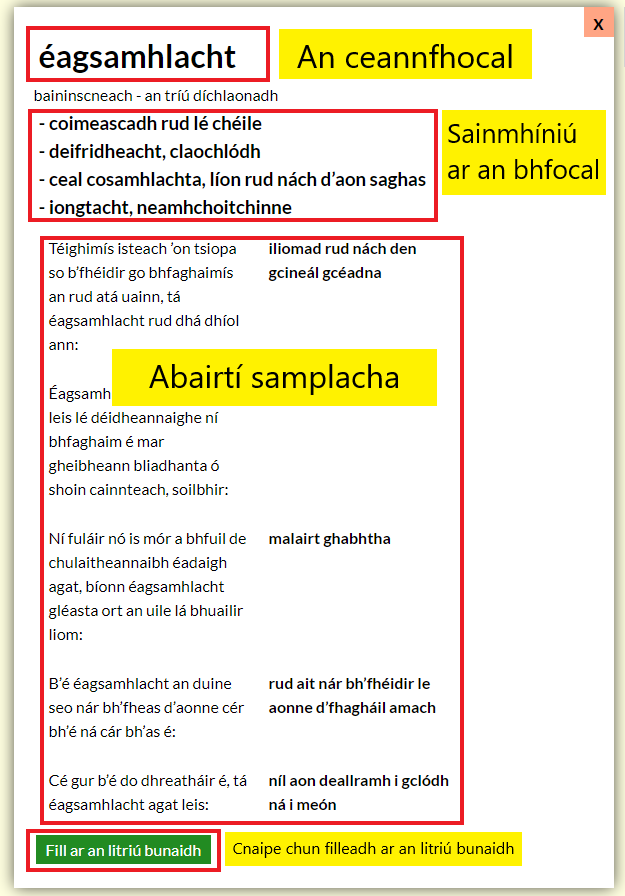 X
éagsamhlacht
An ceannfhocal
baininscneach - an tríú díchlaonadh
- coimeascadh rud lé chéile
- deifridheacht, claochlódh
- ceal cosamhlachta, líon rud nách d’aon saghas
- iongtacht, neamhchoitchinne
Sainmhíniú
ar an bhfocal
Téighimís isteach ’on tsiopa
so b’fhéidir go bhfaghaimís
an rud atá uainn, tá
éagsamhlacht rud dhá dhíol
ann:
iliomad rud nách den
gcineál gcéadna
Abairtí samplacha
leis lé déidheannaighe ní
bhfaghaim é mar
gheibheann bliadhanta ó
shoin cainnteach, soilbhir:
Ní fuláir nó is mór a bhfuil de
chulaitheannaibh éadaigh
agat, bíonn éagsamhlacht
gléasta ort an uile lá bhuailir
liom:
malairt ghabhtha
B’é éagsamhlacht an duine
seo nár bh’fheas d’aonne cér
bh’é ná cár bh’as é:
rud ait nár bh’fhéidir le
aonne d’fhagháil amach
Cé gur b’é do dhreatháir é, tá
éagsamhlacht agat leis:
níl aon deallramh i gclódh
ná i meón
Fill ar an litriú bunaidh
Cnaipe chun filleadh ar an litriú bunaidh